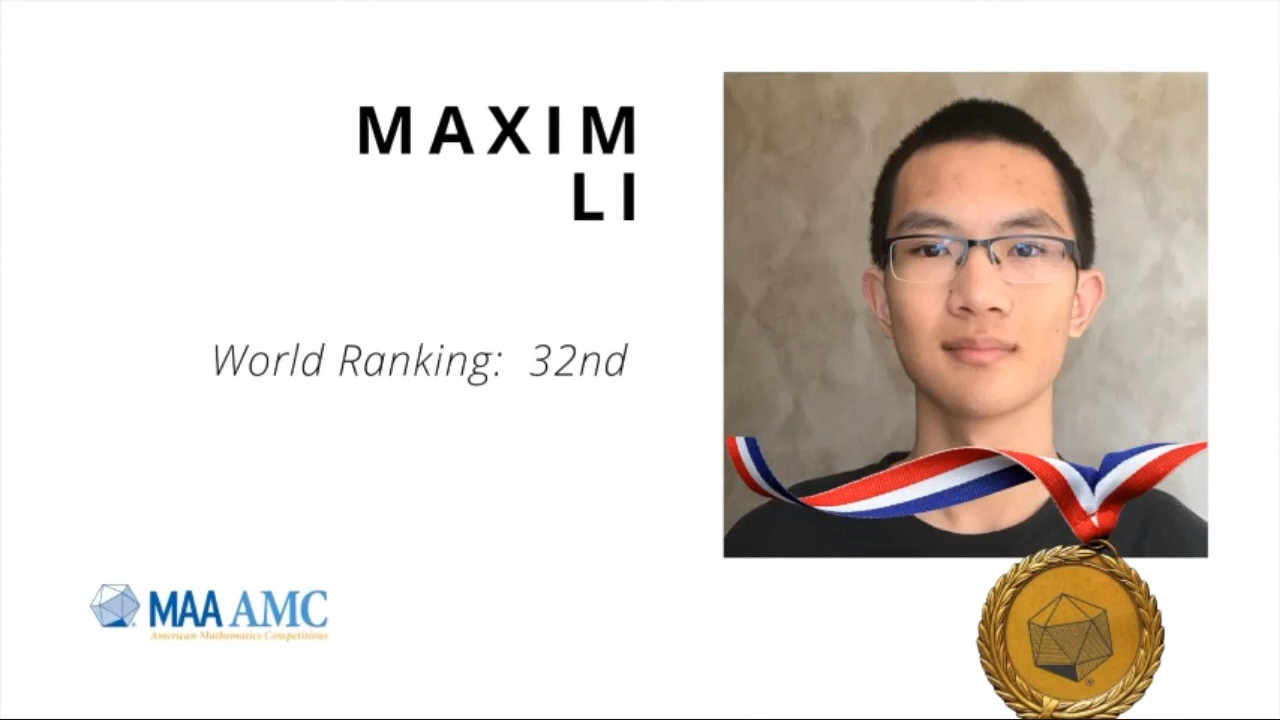 MAXIM
LI
World Ranking: 32nd
MAA AMC
American Mathematics Competitions